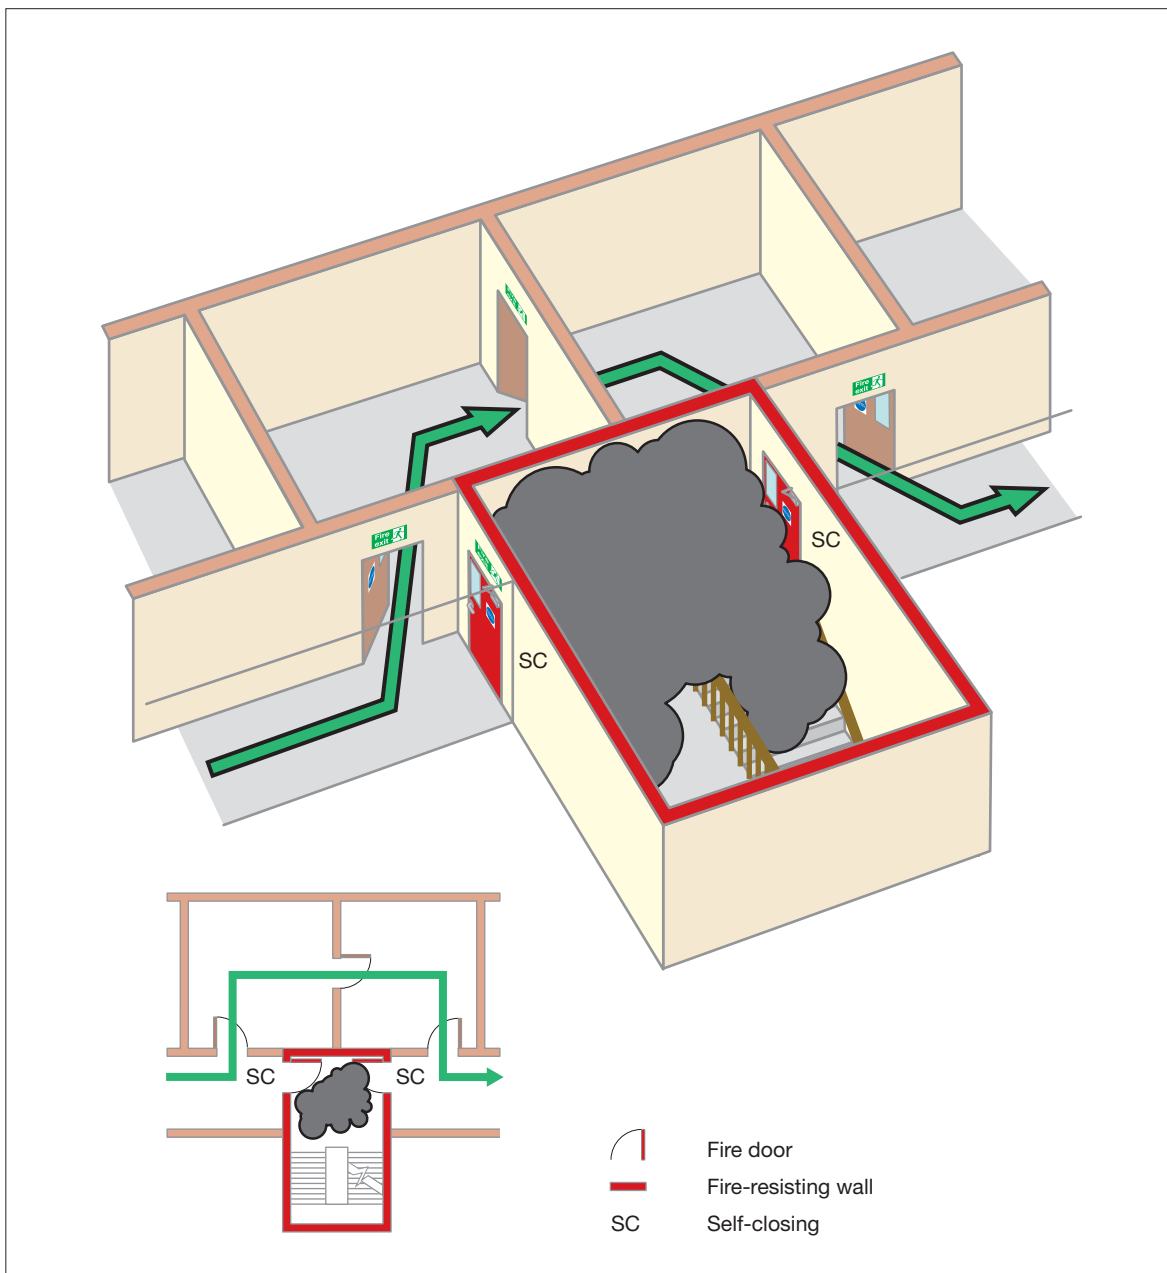 Fire
exit
Fire
exit
SC
SC
SC
SC
Fire door
Fire-resisting wall
SC
Self-closing